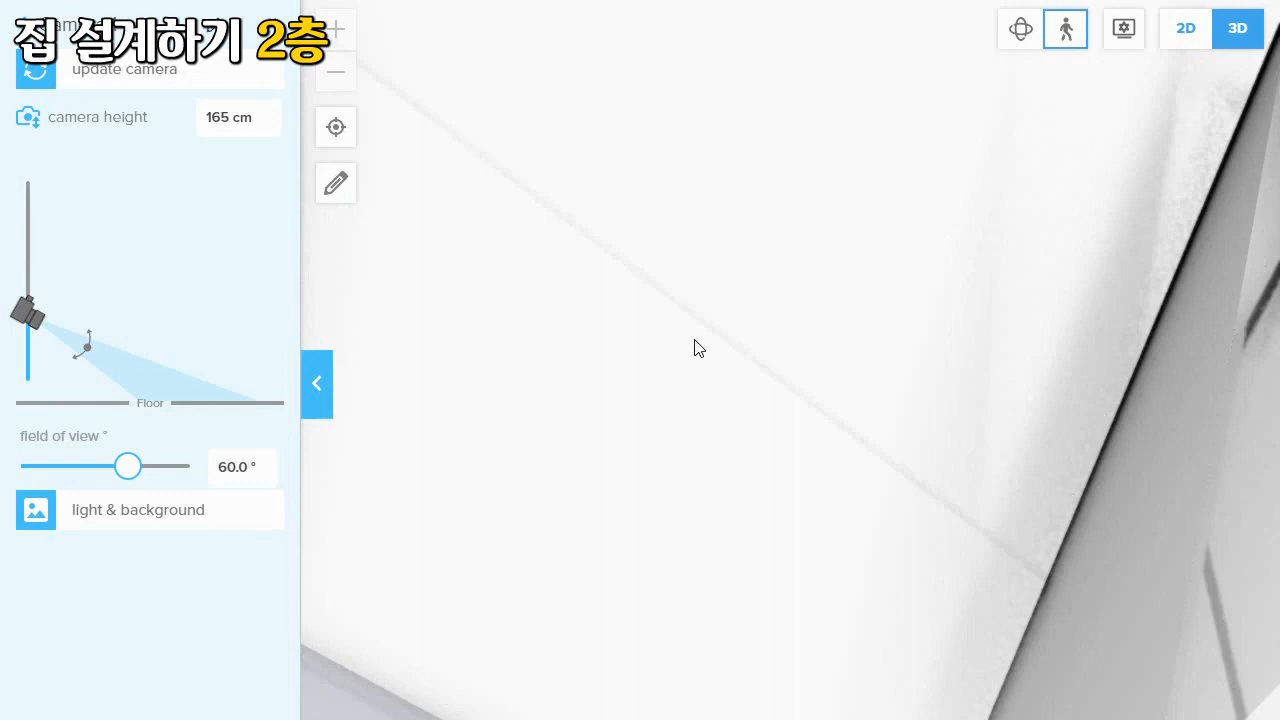 집 설계하기 2층
update camera
camera height
165 cm
Floor
field of view °
60.0 °
light & background
2D
3D